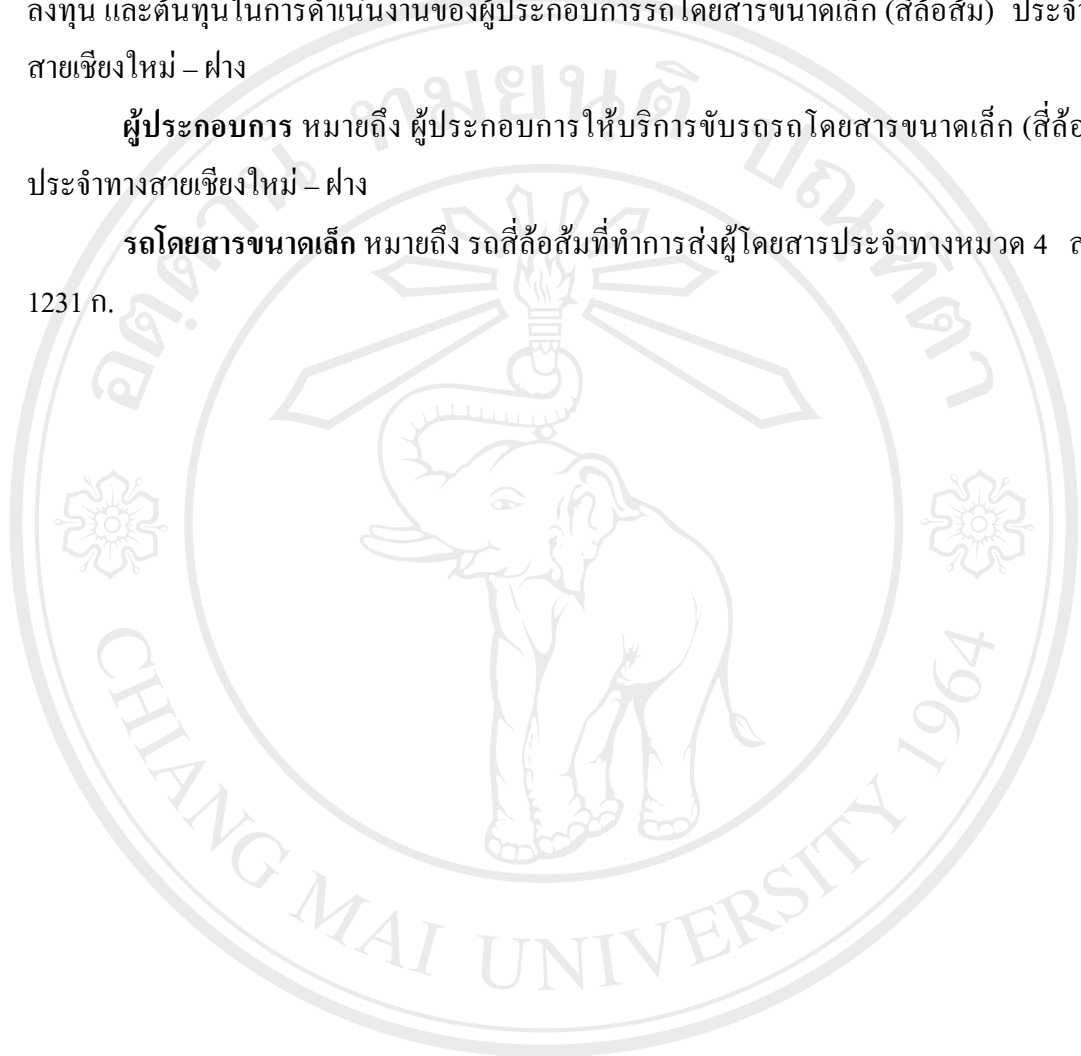 ลงทุน และต้นทุนในการดำเนินงานของผู้ประกอบการรถโดยสารขนาดเล็ก (สี่ล้อส้ม) ประจำ
สายเชียงใหม่ – ฝาง
ผู้ประกอบการ หมายถึง ผู้ประกอบการให้บริการขับรถรถโดยสารขนาดเล็ก (สี่ล้อ
ประจำทางสายเชียงใหม่ – ฝาง
รถโดยสารขนาดเล็ก หมายถึง รถสี่ล้อส้มที่ทำการส่งผู้โดยสารประจำทางหมวด 4
1231 ก.
CHIANG MAI UNIVERSITY 1964